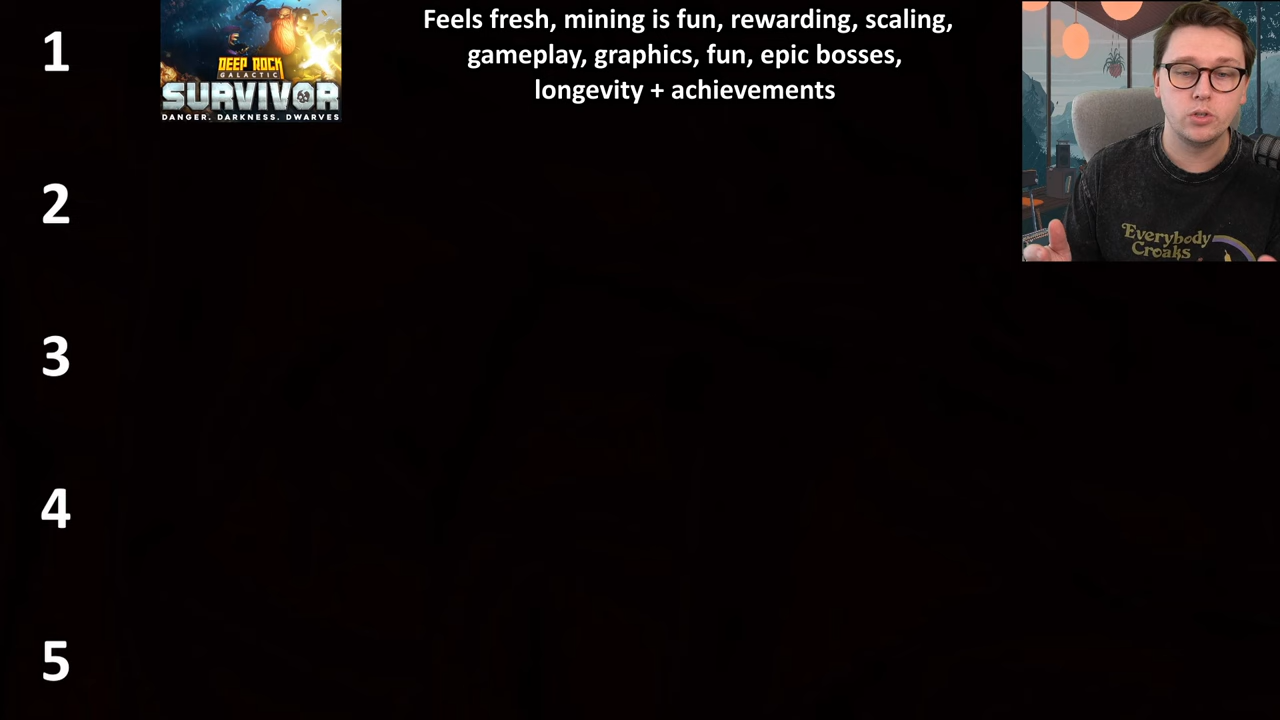 1
DEEP ROCK
GALACTIC
SURVIVOR
DANGER. DARKNESS. DWARVES
Feels fresh, mining is fun, rewarding, scaling,
gameplay, graphics, fun, epic bosses,
longevity + achievements
Everybody
Croaks
2
3
4
5